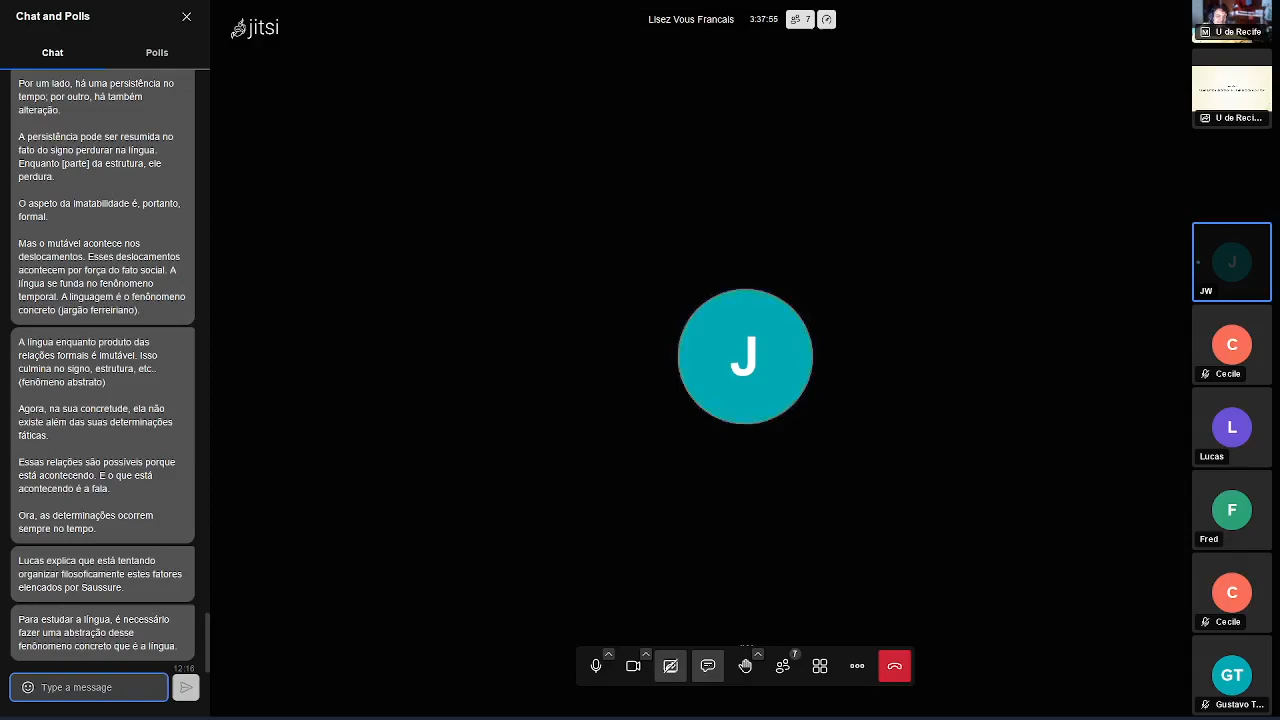 Chat and Polls
Chat
Polls
Por um lado, há uma persistência no
tempo; por outro, há também
alteração.
A persistência pode ser resumida no
fato do signo perdurar na língua.
Enquanto [parte] da estrutura, ele
perdura.
O aspeto da imatabilidade é, portanto,
formal.
Mas o mutável acontece nos
deslocamentos. Esses deslocamentos
acontecem por força do fato social. A
língua se funda no fenônomeno
temporal. A linguagem é o fenônomeno
concreto (jargão ferreiriano).
A língua enquanto produto das
relações formais é imutável. Isso
culmina no signo, estrutura, etc..
(fenômeno abstrato)
Agora, na sua concretude, ela não
existe além das suas determinações
fáticas.
Essas relações são possíveis porque
está acontecendo. E o que está
acontecendo é a fala.
Ora, as determinações ocorrem
sempre no tempo.
Lucas explica que está tentando
organizar filosoficamente estes fatores
elencados por Saussure.
Para estudar a língua, é necessário
fazer uma abstração desse
fenônomeno concreto que é a língua.
12:16
Type a message
jitsi
Lisez Vous Francais
3:37:55
7
J
7
M
U de Recife
U de Reci...
J
JW
C
Cecile
L
Lucas
F
Fred
C
Cecile
GT
Gustavo T...